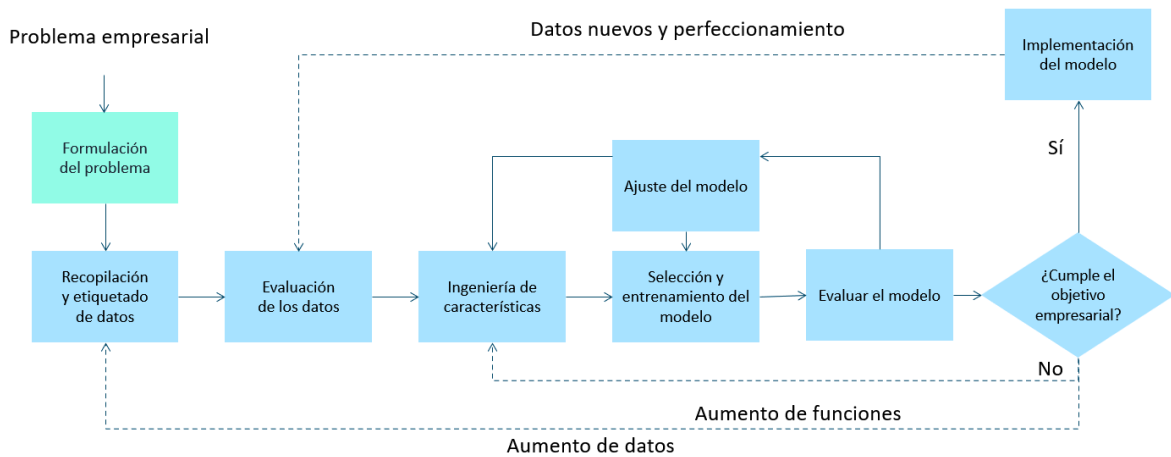 Problema empresarial
Datos nuevos y perfeccionamiento
Implementación
del modelo
Formulación
del problema
Sí
Ajuste del modelo
Recopilación
y etiquetado
de datos
Evaluación
de los datos
Ingeniería de
características
Selección y
entrenamiento del
modelo
Evaluar el modelo
¿Cumple el
objetivo
empresarial?
No
Aumento de funciones
Aumento de datos